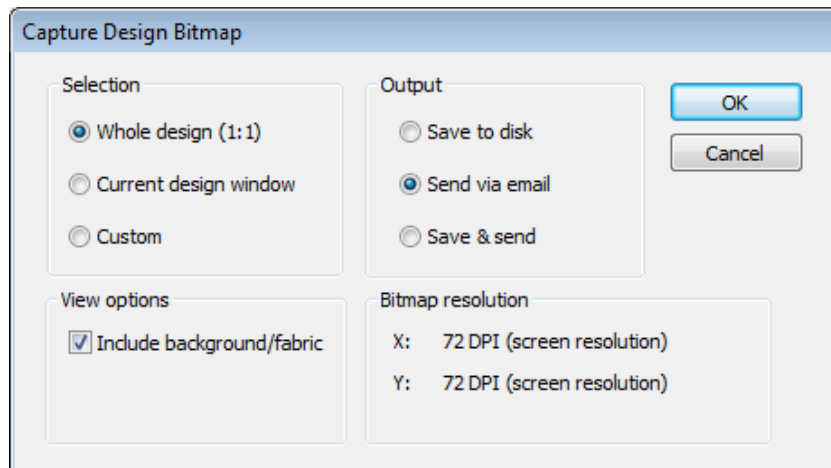 Capture Design Bitmap
Selection
Whole design (1:1)
Current design window
Custom
Output
Save to disk
Send via email
Save & send
OK
Cancel
View options
Include background/fabric
Bitmap resolution
X: 72 DPI (screen resolution)
Y: 72 DPI (screen resolution)